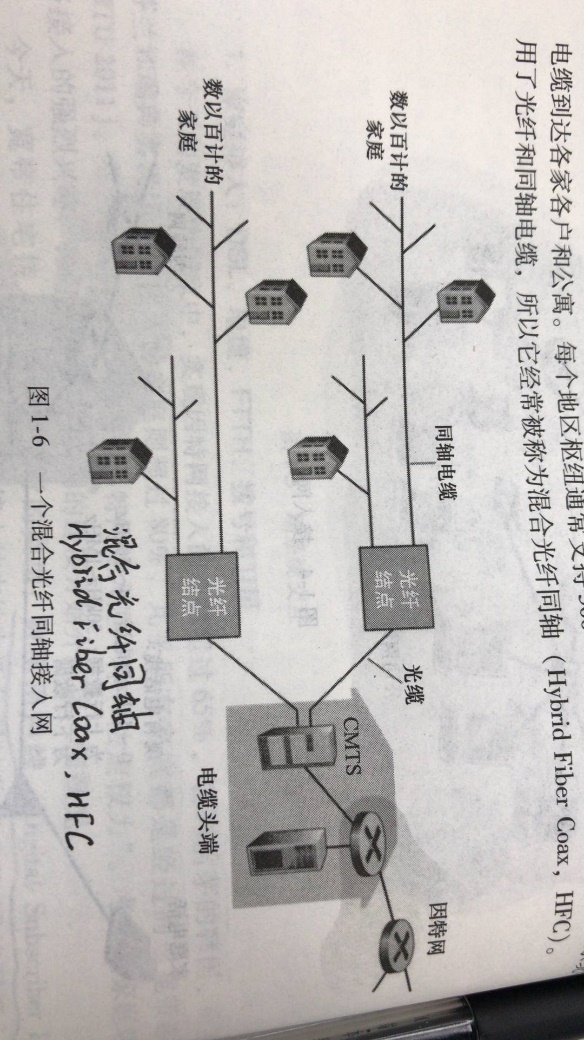 电缆到达各家各户和公寓。每个地区枢纽通常支持
用了光纤和同轴电缆，所以它经常被称为混合光纤同轴（Hybrid Fiber Coax，HFC）。
数以百计的
家庭
同轴电缆
光纤
结点
光缆
CMTS
因特网
数以百计的
家庭
光纤
结点
电缆头端
混合光纤同轴
Hybrid Fiber Coax，HFC
图1-6 一个混合光纤同轴接入网